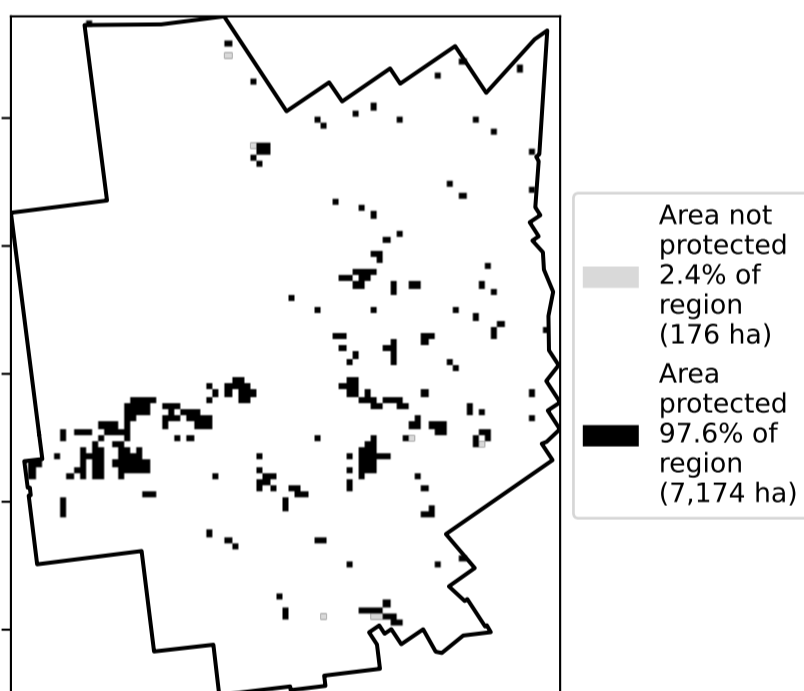 Area not
protected
2.4% of
region
(176 ha)
Area
protected
97.6% of
region
(7,174 ha)